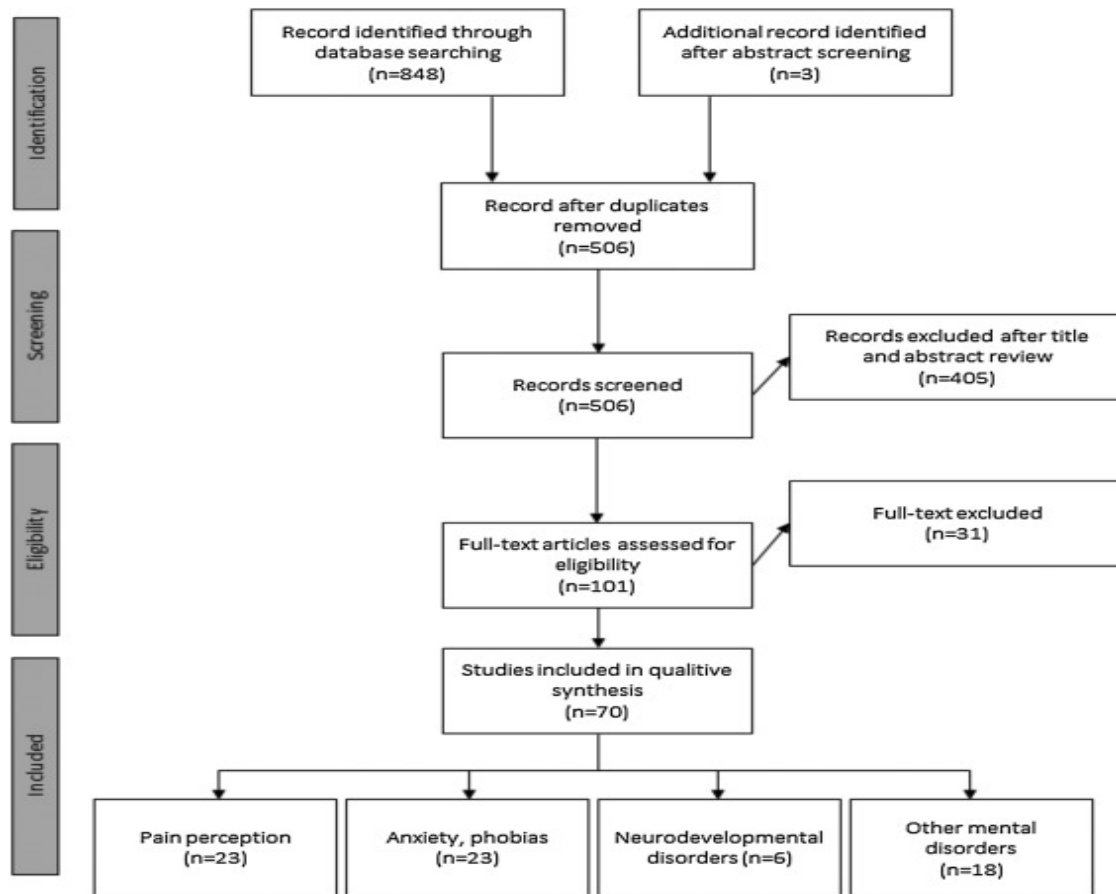 Identification
Record identified through
database searching
(n=848)
Additional record identified
after abstract screening
(n=3)
Record after duplicates
removed
(n=506)
Screening
Records screened
(n=506)
Records excluded after title
and abstract review
(n=405)
Eligibility
Full-text articles assessed for
eligibility
(n=101)
Full-text excluded
(n=31)
Included
Studies included in qualitive
synthesis
(n=70)
Pain perception
(n=23)
Anxiety, phobias
(n=23)
Neurodevelopmental
disorders (n=6)
Other mental
disorders
(n=18)